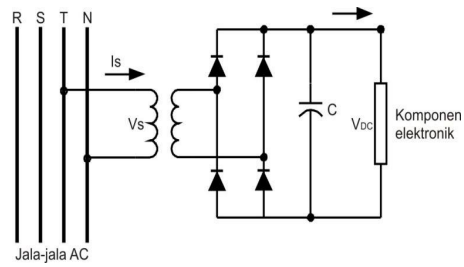 R S T N
Is
Vs
C
VDC
Komponen
elektronik
Jala-jala AC